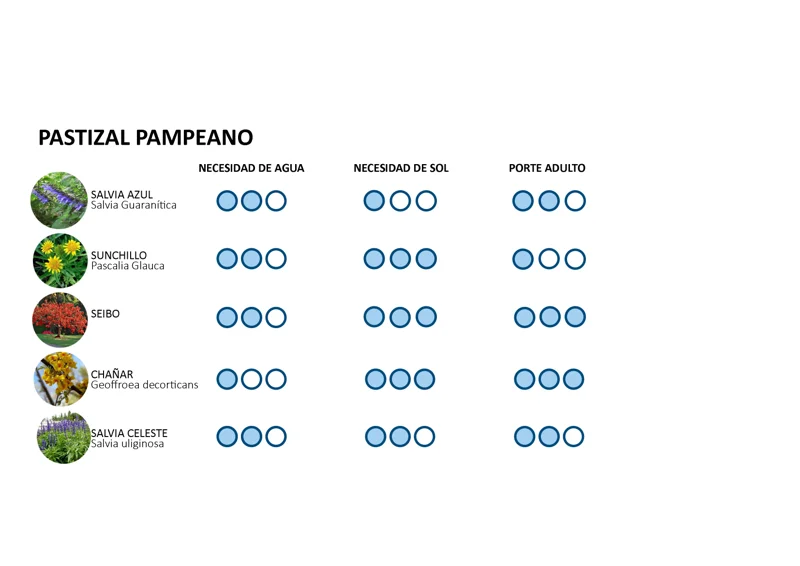 PASTIZAL PAMPEANO
NECESIDAD DE AGUA NECESIDAD DE SOL PORTE ADULTO
SALVIA AZUL
Salvia Guaranítica
SUNCHILLO
Pascalia Glauca
SEIBO
CHAÑAR
Geoffroea decorticans
SALVIA CELESTE
Salvia uliginosa